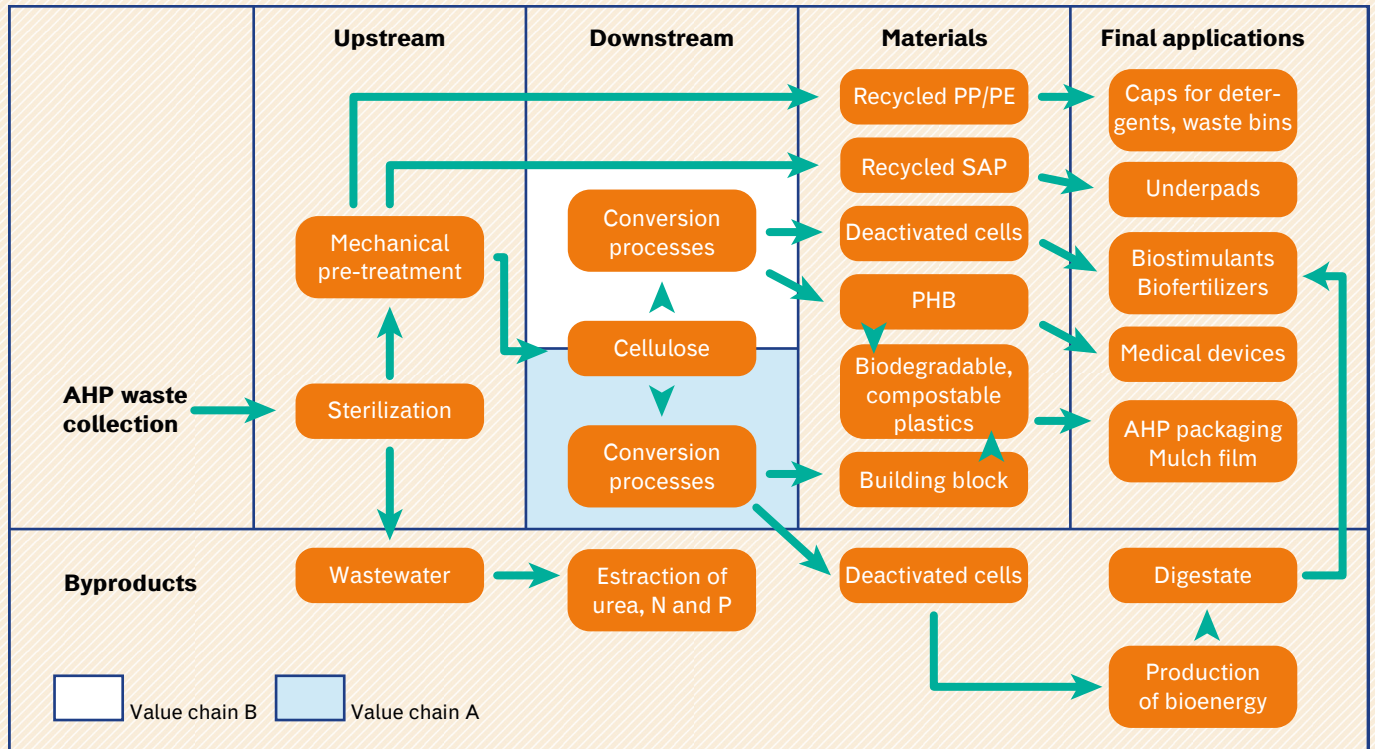 Upstream
Downstream
Materials
Final applications
Recycled PP/PE
Caps for deter-
gents, waste bins
Recycled SAP
Underpads
Mechanical
pre-treatment
Conversion
processes
Deactivated cells
Biostimulants
Biofertilizers
PHB
Cellulose
Medical devices
AHP waste
collection
Sterilization
Biodegradable,
compostable
plastics
AHP packaging
Mulch film
Conversion
processes
Building block
Byproducts
Wastewater
Estraction of
urea, N and P
Deactivated cells
Digestate
Production
of bioenergy
Value chain B
Value chain A